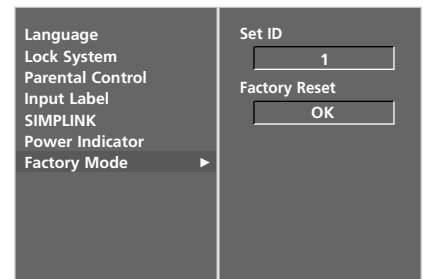 Language
Lock System
Parental Control
Input Label
SIMPLINK
Power Indicator
Factory Mode ►
Set ID
1
Factory Reset
OK